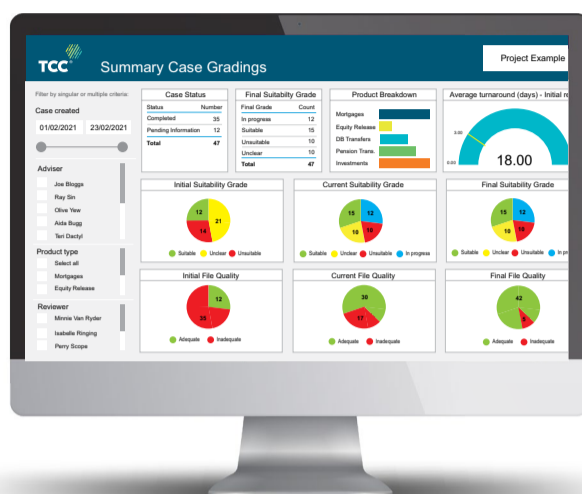 TCC
Summary Case Gradings
Project Example
Filter by singular or multiple criteria:
Case created
01/02/2021 23/02/2021
Adviser
Joe Bloggs
Ray Sin
Olive Yew
Aida Bugg
Teri Dactyl
Product type
Select all
Mortgages
Equity Release
Reviewer
Minnie Van Ryder
Isabelle Ringing
Perry Scope
Case Status
Status Number
Completed 35
Pending Information 12
Total 47
Final Suitabilty Grade
Final Grade Count
In progress 12
Suitable 15
Unsuitable 10
Unclear 10
Total 47
Product Breakdown
Mortgages
Equity Release
DB Transfers
Pension Trans.
Investments
Average turnaround (days) - Initial re
0.00
18.00
Initial Suitability Grade
12
21
14
Suitable Unclear Unsuitable
Current Suitability Grade
15
12
10
10
Suitable Unclear Unsuitable In progress
Final Suitability Grade
15
12
10
10
Suitable Unclear Unsuitable In pr
Initial File Quality
12
35
Adequate Inadequate
Current File Quality
30
17
Adequate Inadequate
Final File Quality
42
Adequate Inadequate